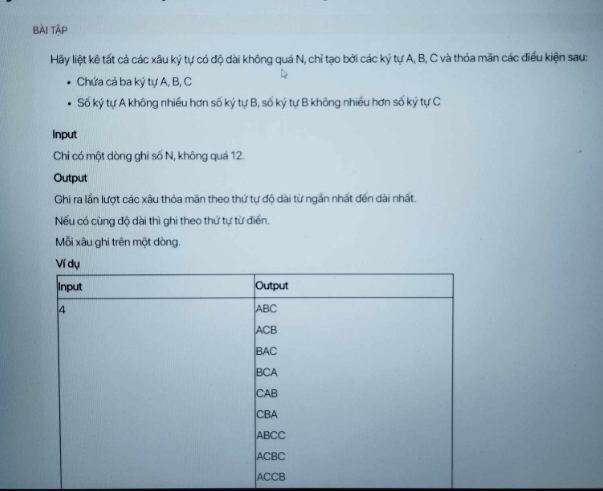 BÀI TẬP
Hãy liệt kê tất cả các xâu ký tự có độ dài không quá N, chỉ tạo bởi các ký tự A, B, C và thỏa mãn các điều kiện sau:
• Chứa cả ba ký tự A, B, C
• Số ký tự A không nhiều hơn số ký tự B, số ký tự B không nhiều hơn số ký tự C
Input
Chỉ có một dòng ghi số N, không quá 12.
Output
Ghi ra lần lượt các xâu thỏa mãn theo thứ tự độ dài từ ngắn nhất đến dài nhất.
Nếu có cùng độ dài thì ghi theo thứ tự từ điển.
Mỗi xâu ghi trên một dòng.
Ví dụ
Input Output
4 ABC
ACB
BAC
BCA
CAB
CBA
ABCC
ACBC
ACCB